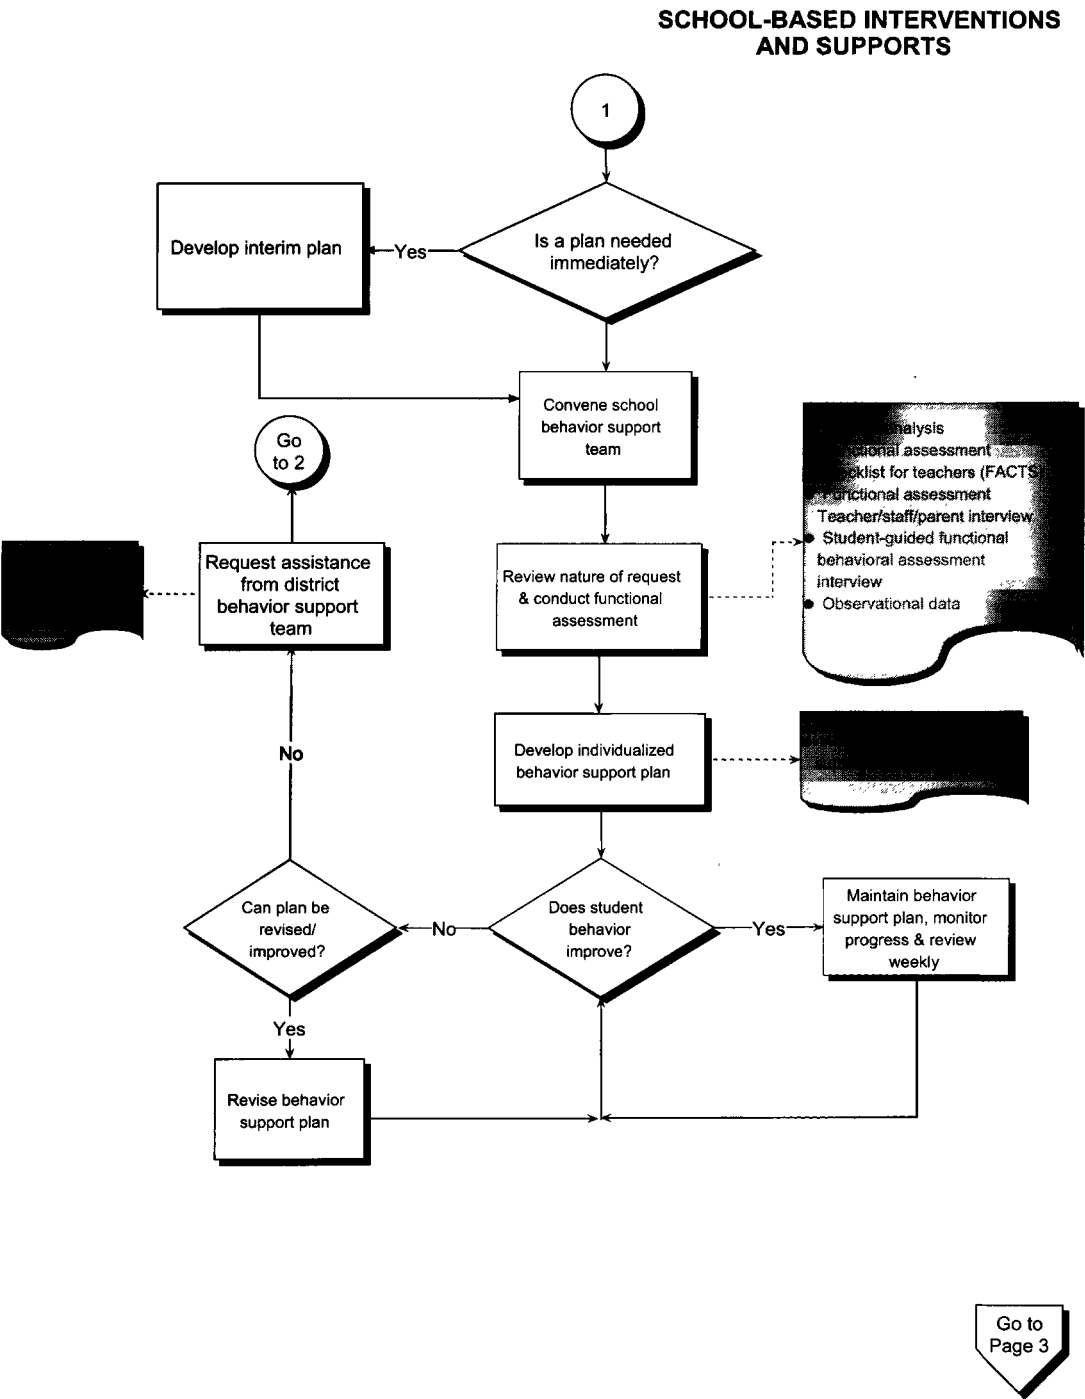 SCHOOL-BASED INTERVENTIONS
AND SUPPORTS
1
Is a plan needed
immediately?
Yes
Develop interim plan
Convene school
behavior support
team
Go
to 2
Request assistance
from district
behavior support
team
Review nature of request
& conduct functional
assessment
assessment
for teachers (FACTS)
Functional assessment
Teacher/staff/parent interview
● Student-guided functional
behavioral assessment
interview
● Observational data
Develop individualized
behavior support plan
No
Can plan be
revised/
improved?
No
Does student
behavior
improve?
Yes
Maintain behavior
support plan, monitor
progress & review
weekly
Yes
Revise behavior
support plan
Go to
Page 3